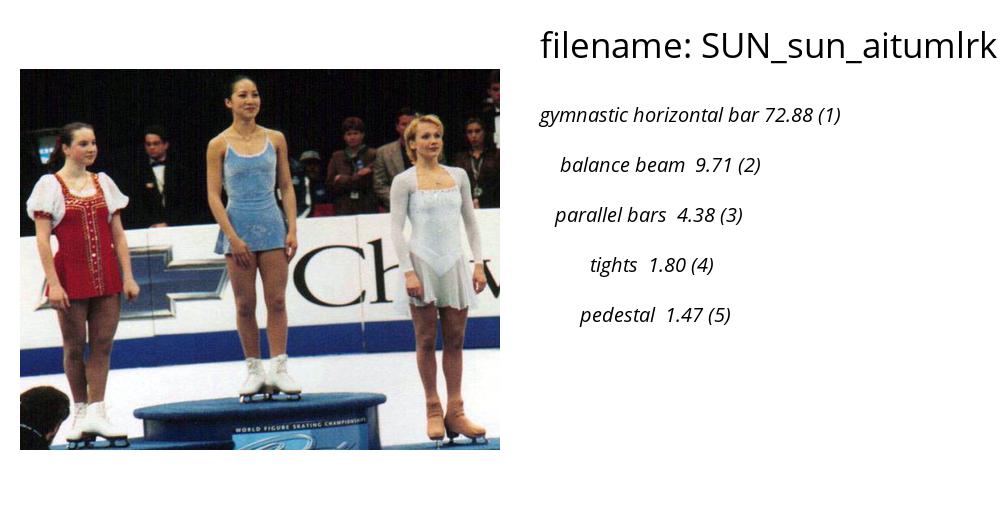 filename: SUN_sun_aitumlrk
gymnastic horizontal bar 72.88 (1)
balance beam 9.71 (2)
parallel bars 4.38 (3)
tights 1.80 (4)
pedestal 1.47 (5)
Ch
WORLD FIGURE SKATING CHAMPIONSHIPS